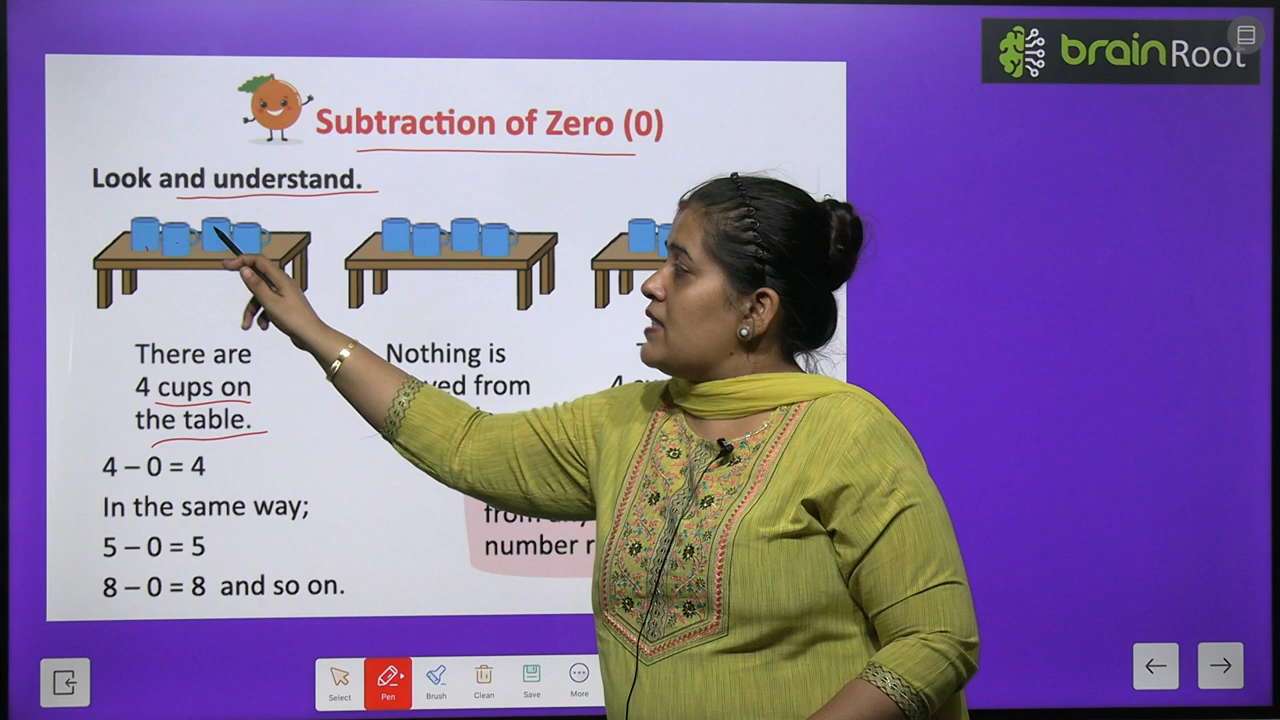 brainRoot
Subtraction of Zero (0)
Look and understand.
There are
4 cups on
the table.
Nothing is
from
4
4 – 0 = 4
In the same way;
5 – 0 = 5
8 – 0 = 8 and so on.
from
number
Select
Pen
Brush
Clean
Save
More